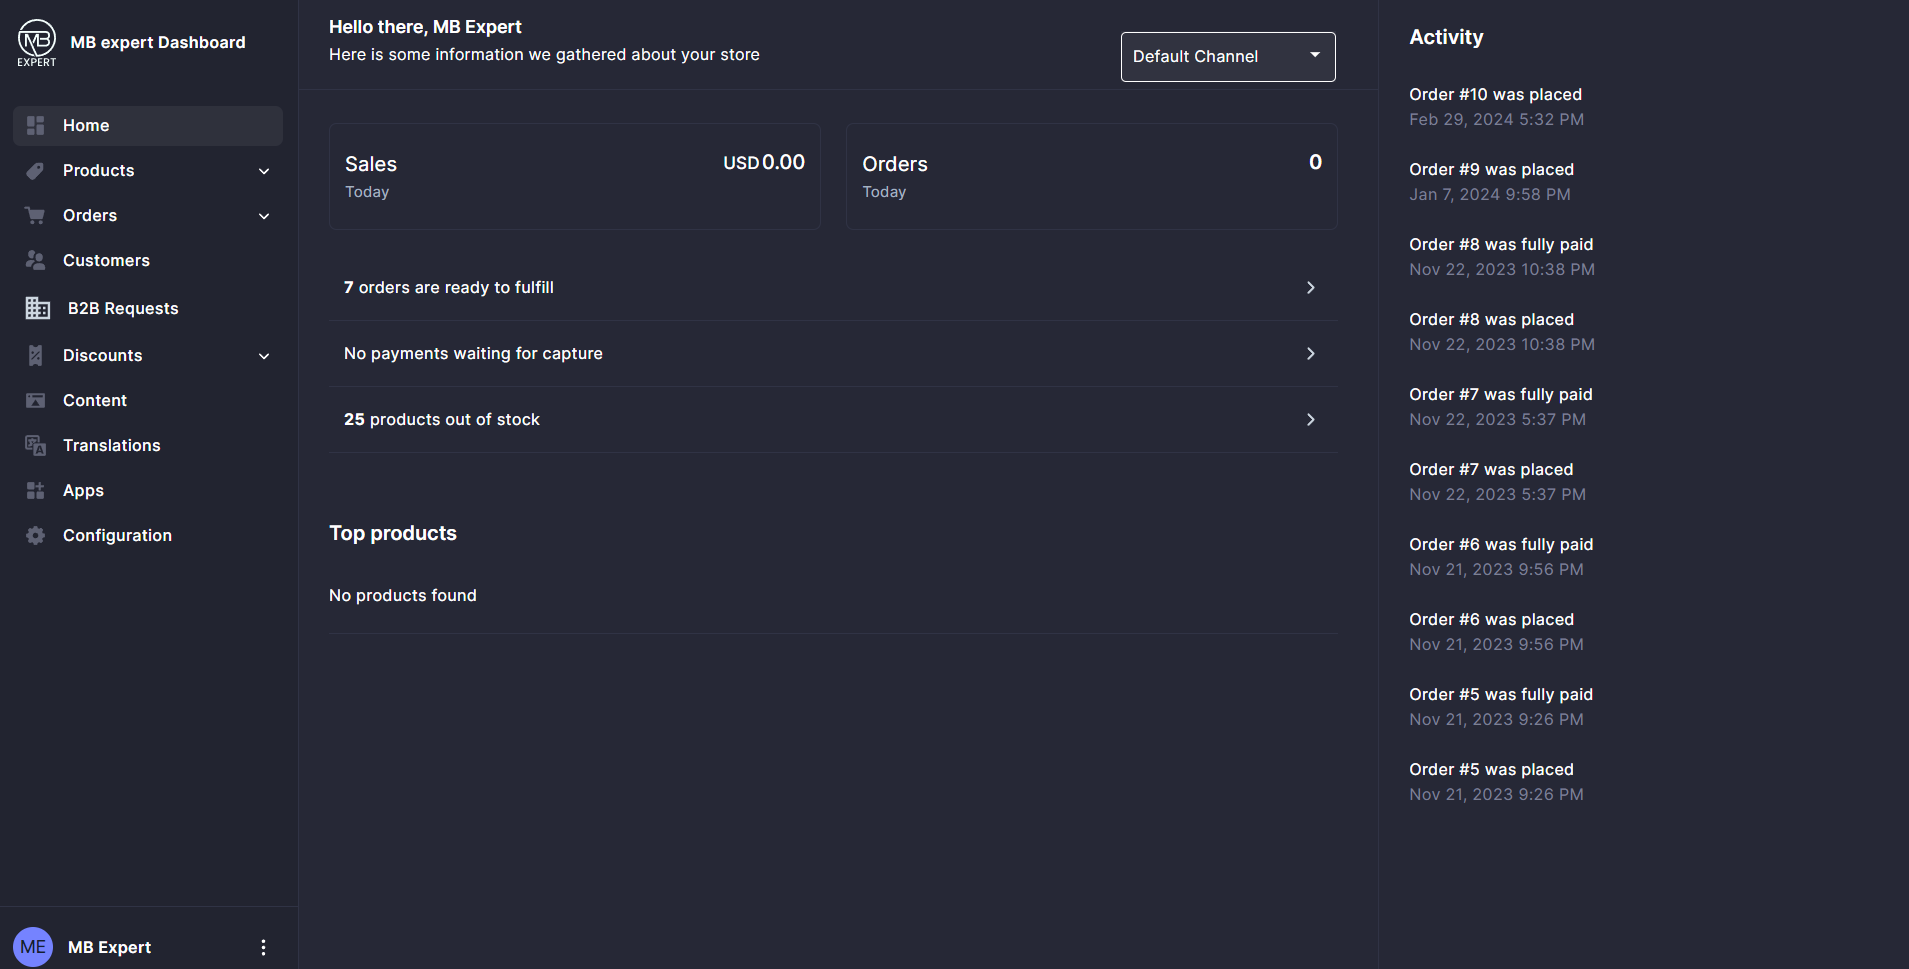 MB
EXPERT
MB expert Dashboard
Home
Products
Orders
Customers
B2B Requests
Discounts
Content
Translations
Apps
Configuration
ME
MB Expert
Hello there, MB Expert
Here is some information we gathered about your store
Default Channel
Sales
USD 0.00
Today
Orders
0
Today
7 orders are ready to fulfill
No payments waiting for capture
25 products out of stock
Top products
No products found
Activity
Order #10 was placed
Feb 29, 2024 5:32 PM
Order #9 was placed
Jan 7, 2024 9:58 PM
Order #8 was fully paid
Nov 22, 2023 10:38 PM
Order #8 was placed
Nov 22, 2023 10:38 PM
Order #7 was fully paid
Nov 22, 2023 5:37 PM
Order #7 was placed
Nov 22, 2023 5:37 PM
Order #6 was fully paid
Nov 21, 2023 9:56 PM
Order #6 was placed
Nov 21, 2023 9:56 PM
Order #5 was fully paid
Nov 21, 2023 9:26 PM
Order #5 was placed
Nov 21, 2023 9:26 PM